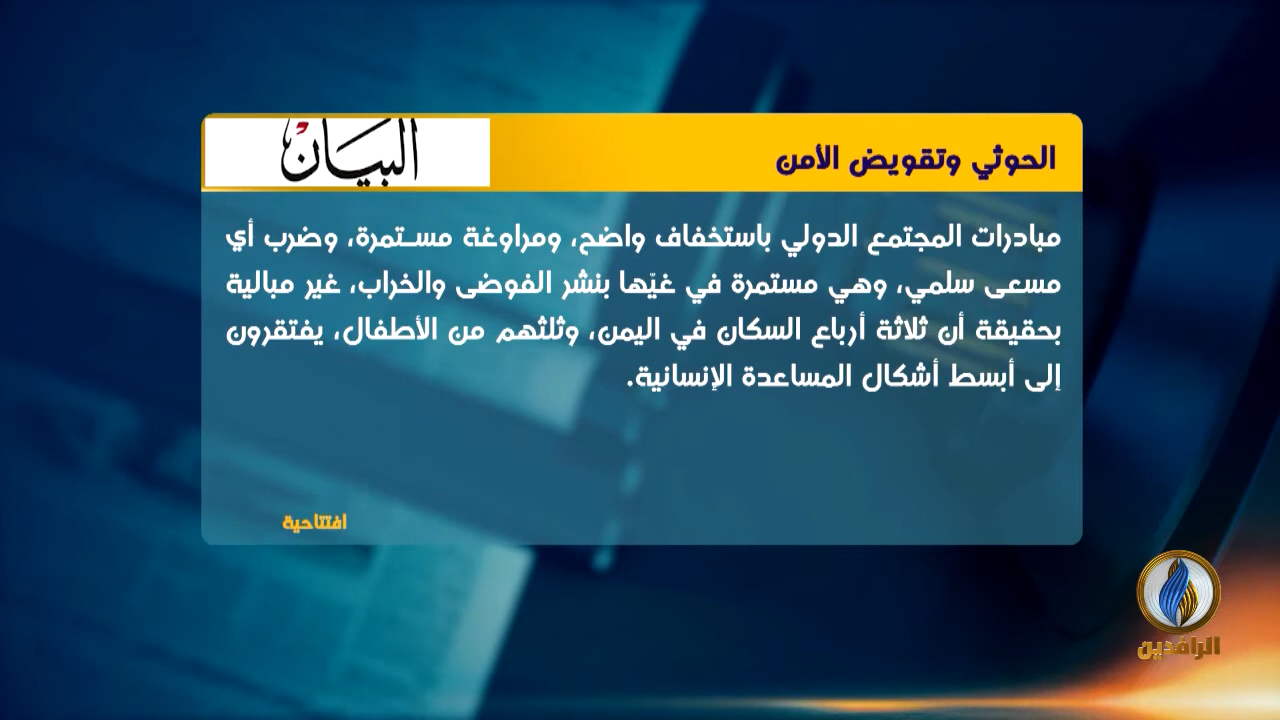 البيان
الحوثي وتقويض الأمن
مبادرات المجتمع الدولي باستخفاف واضح، ومراوغة مستمرة، وضرب أي
مسعى سلمي، وهي مستمرة في غيّها بنشر الفوضى والخراب، غير مبالية
بحقيقة أن ثلاثة أرباع السكان في اليمن، وثلثهم من الأطفال، يفتقرون
إلى أبسط أشكال المساعدة الإنسانية.
افتتاحية
الرافدين